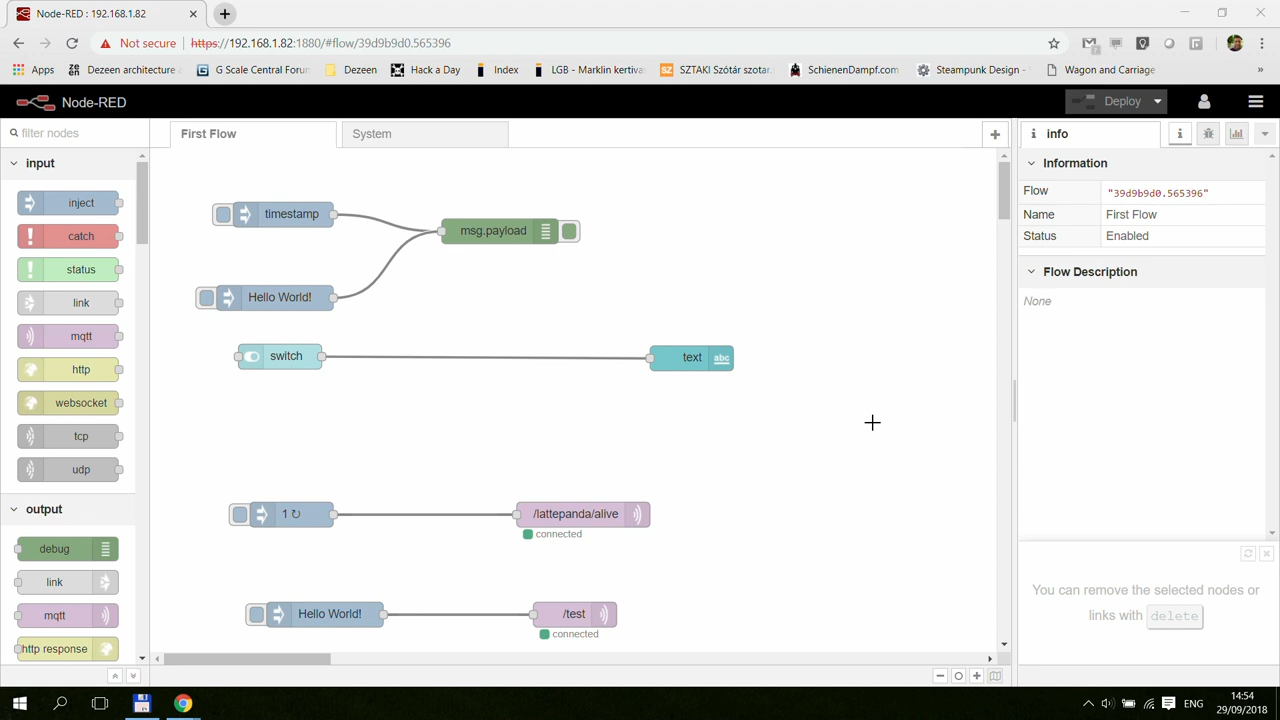 Node-RED : 192.168.1.82
Not secure https://192.168.1.82:1880/#flow/39d9b9d0.565396
Apps Dezeen architecture G Scale Central Forum Dezeen Hack a Day Index LGB - Marklin kertiva SZ SZTAKI Szótár szotar. SchienenDampf.com Steampunk Design - Wagon and Carriage »
Node-RED Deploy
filter nodes First Flow System + i info i
input
inject
catch
status
link
mqtt
http
websocket
tcp
udp
output
debug
link
mqtt
http response
timestamp
msg.payload
Hello World!
switch text abc
1 ↻ /lattepanda/alive
connected
Hello World! /test
connected
Information
Flow "39d9b9d0.565396"
Name First Flow
Status Enabled
Flow Description
None
You can remove the selected nodes or
links with delete
ENG 14:54
29/09/2018